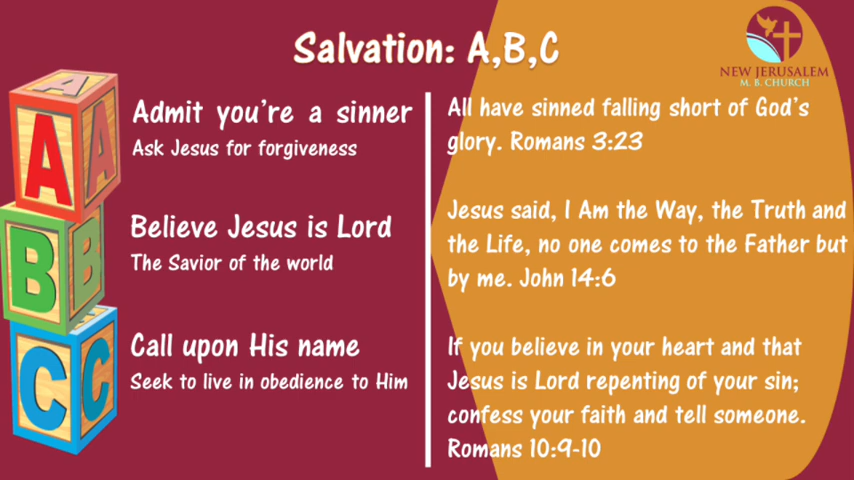 Salvation: A,B,C
NEW JERUSALEM
M. B. CHURCH
A A
B B
C C
Admit you're a sinner
Ask Jesus for forgiveness
Believe Jesus is Lord
The Savior of the world
Call upon His name
Seek to live in obedience to Him
All have sinned falling short of God's
glory. Romans 3:23
Jesus said, I Am the Way, the Truth and
the Life, no one comes to the Father but
by me. John 14:6
If you believe in your heart and that
Jesus is Lord repenting of your sin;
confess your faith and tell someone.
Romans 10:9-10